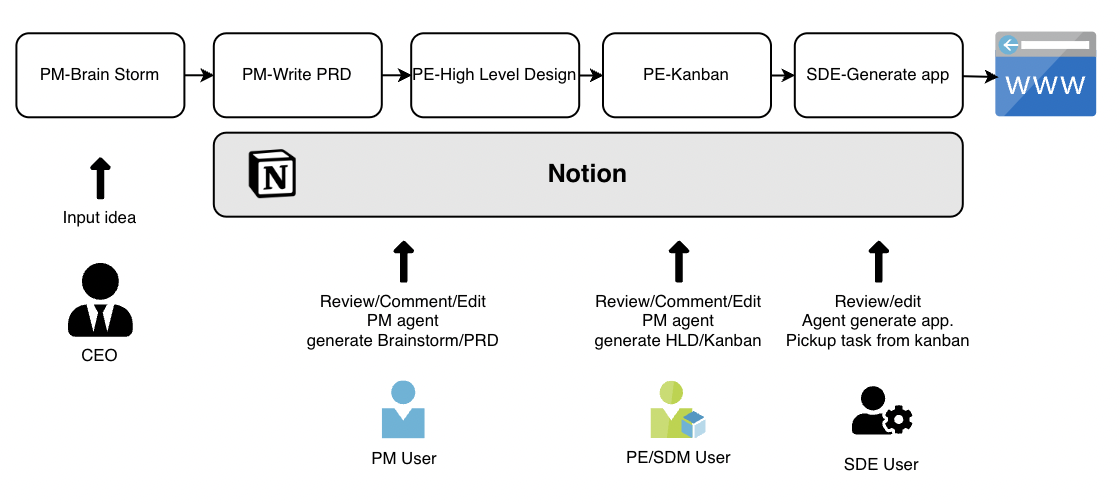 PM-Brain Storm
PM-Write PRD
PE-High Level Design
PE-Kanban
SDE-Generate app
WWW
N
Notion
Input idea
CEO
Review/Comment/Edit
PM agent
generate Brainstorm/PRD
PM User
Review/Comment/Edit
PM agent
generate HLD/Kanban
PE/SDM User
Review/edit
Agent generate app.
Pickup task from kanban
SDE User